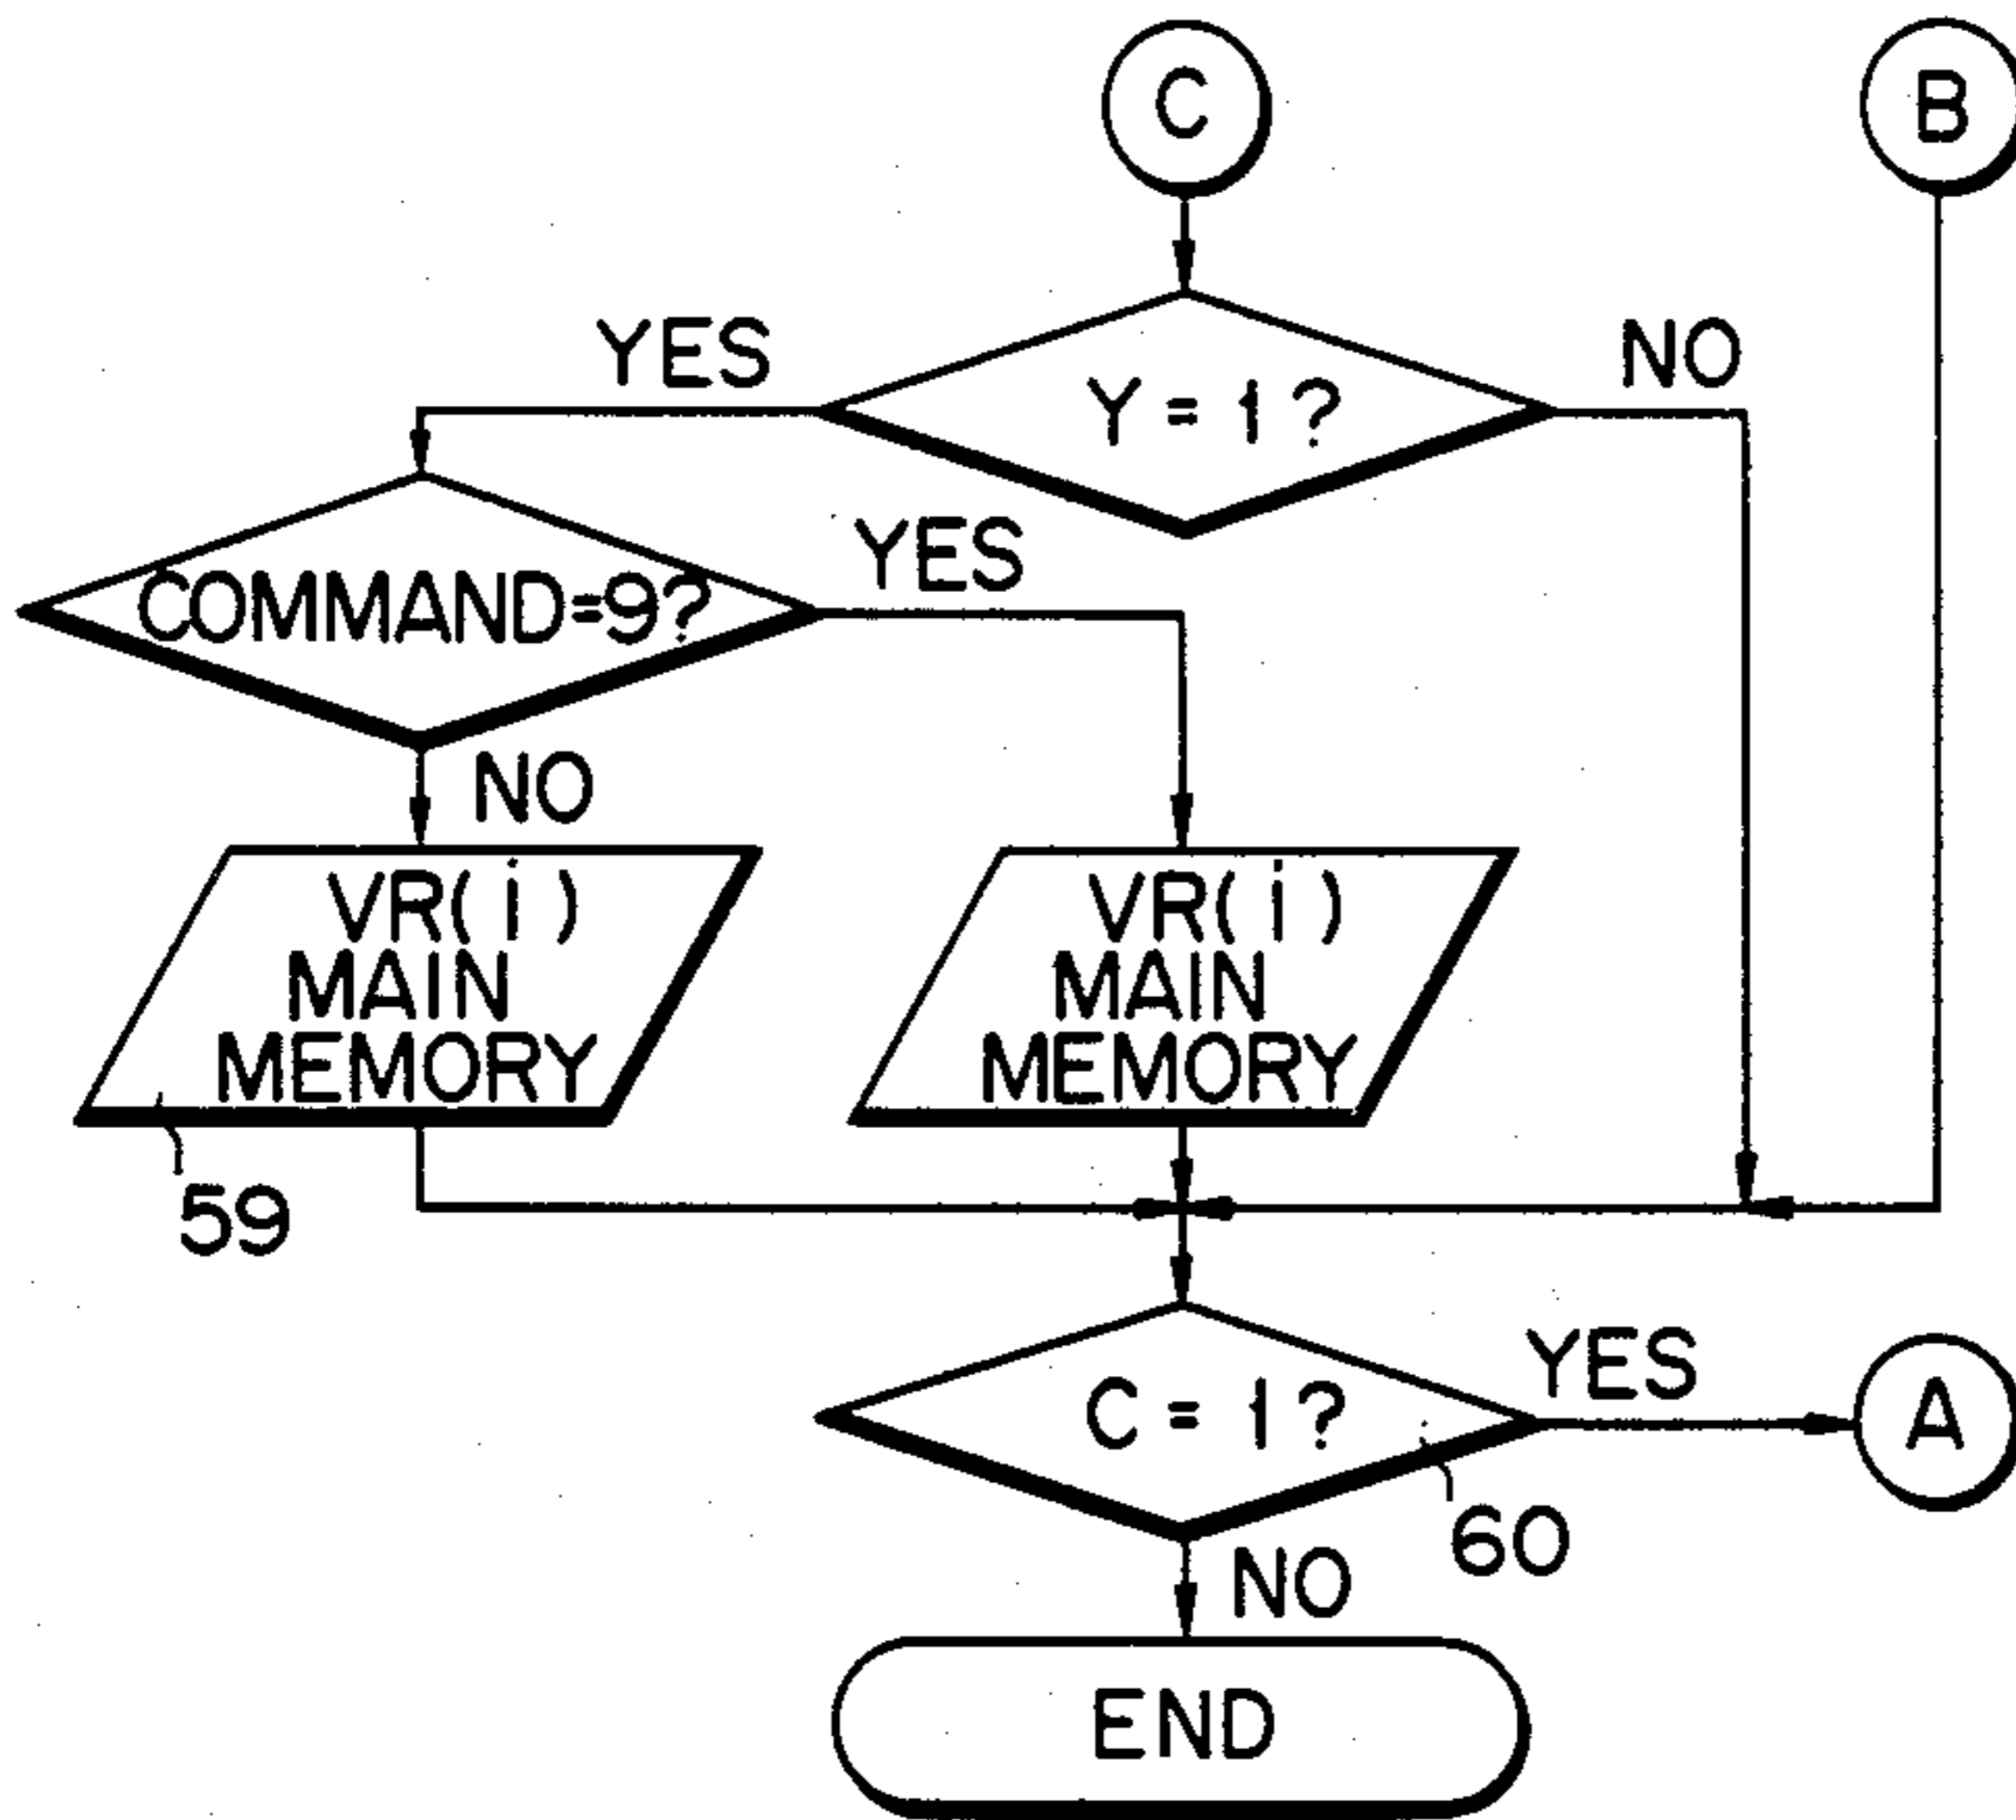 C
B
YES
NO
Y = 1 ?
YES
COMMAND=9?
NO
VR( i )
MAIN
MEMORY
VR( i )
MAIN
MEMORY
59
YES
C = 1 ?
A
60
NO
END